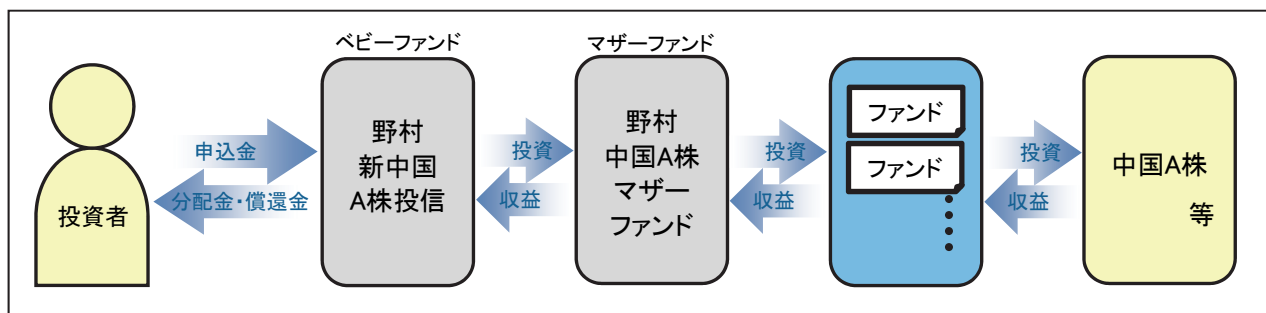 ベビーファンド
マザーファンド
投資者
申込金
分配金・償還金
野村
新中国
A株投信
投資
収益
野村
中国A株
マザー
ファンド
投資
収益
ファンド
ファンド
投資
収益
中国A株
等